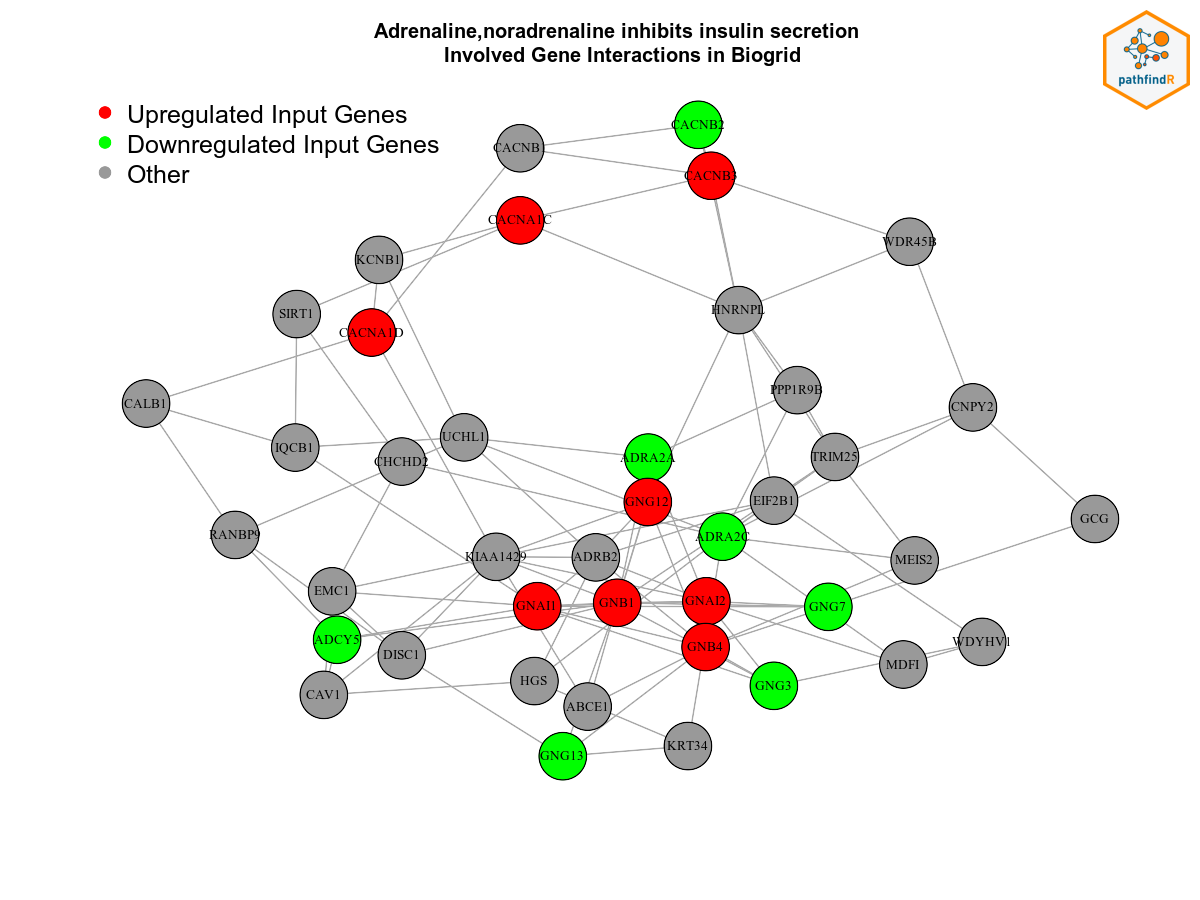 Adrenaline,noradrenaline inhibits insulin secretion
Involved Gene Interactions in Biogrid
pathfindR
Upregulated Input Genes
Downregulated Input Genes
Other
CACNB2
CACNB1
CACNB3
CACNA1C
WDR45B
KCNB1
HNRNPL
SIRT1
CACNA1D
PPP1R9B
CALB1
CNPY2
UCHL1
IQCB1
CHCHD2
ADRA2A
TRIM25
GNG12
EIF2B1
GCG
RANBP9
ADRA2C
KIAA1429
ADRB2
MEIS2
EMC1
GNAI1
GNB1
GNAI2
GNG7
ADCY5
WDYHV1
DISC1
GNB4
MDFI
HGS
GNG3
CAV1
ABCE1
KRT34
GNG13